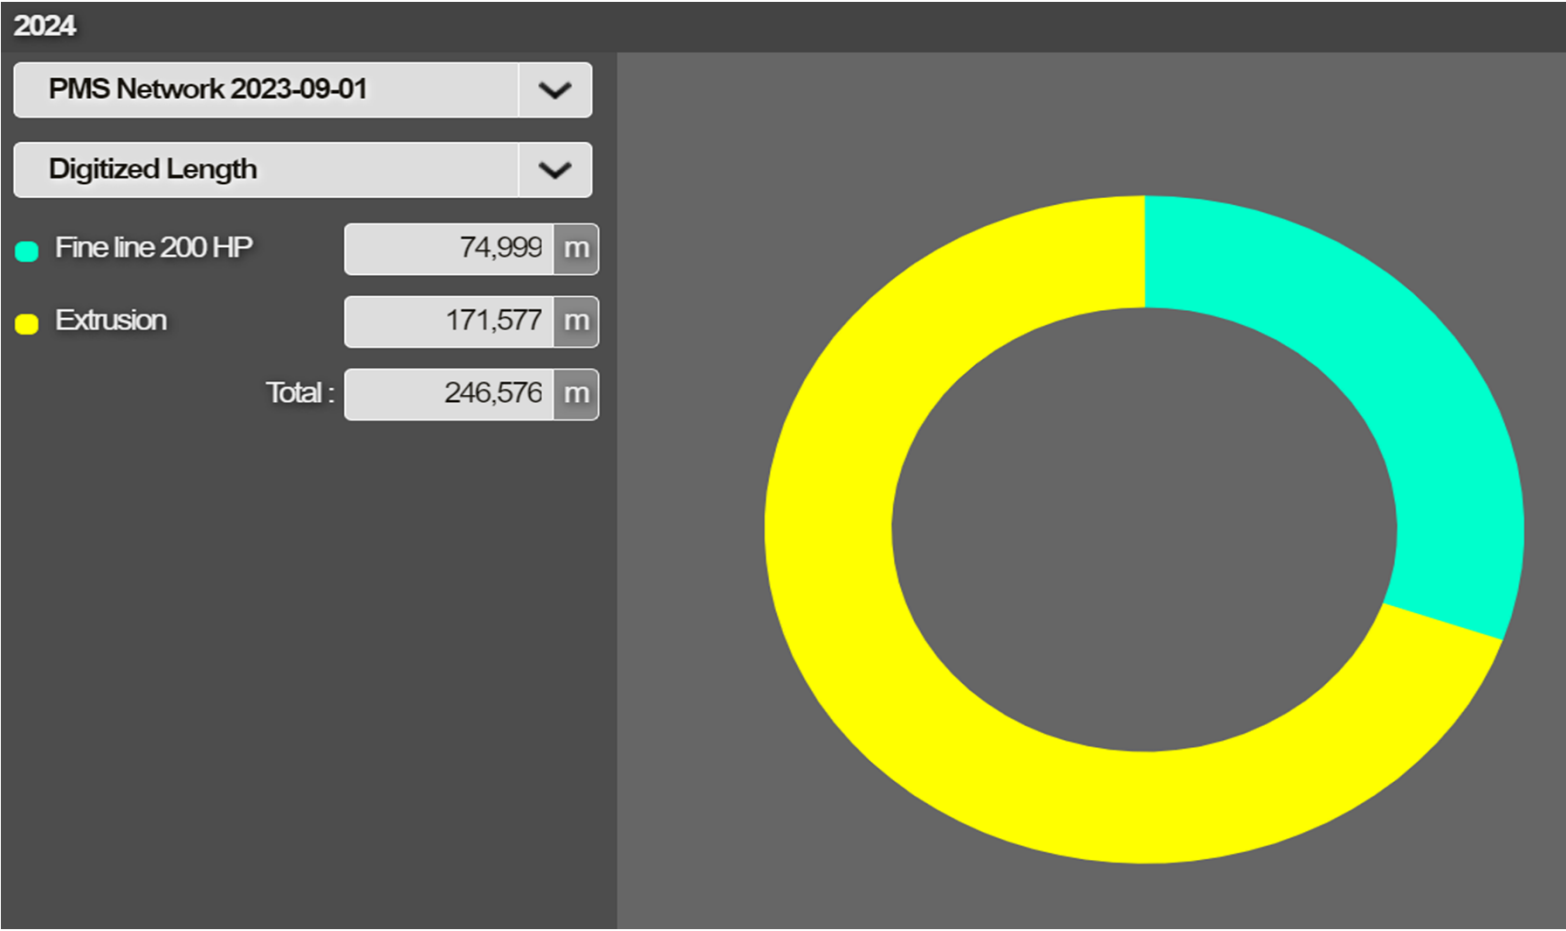 2024
PMS Network 2023-09-01
Digitized Length
Fine line 200 HP 74,999 m
Extrusion 171,577 m
Total : 246,576 m